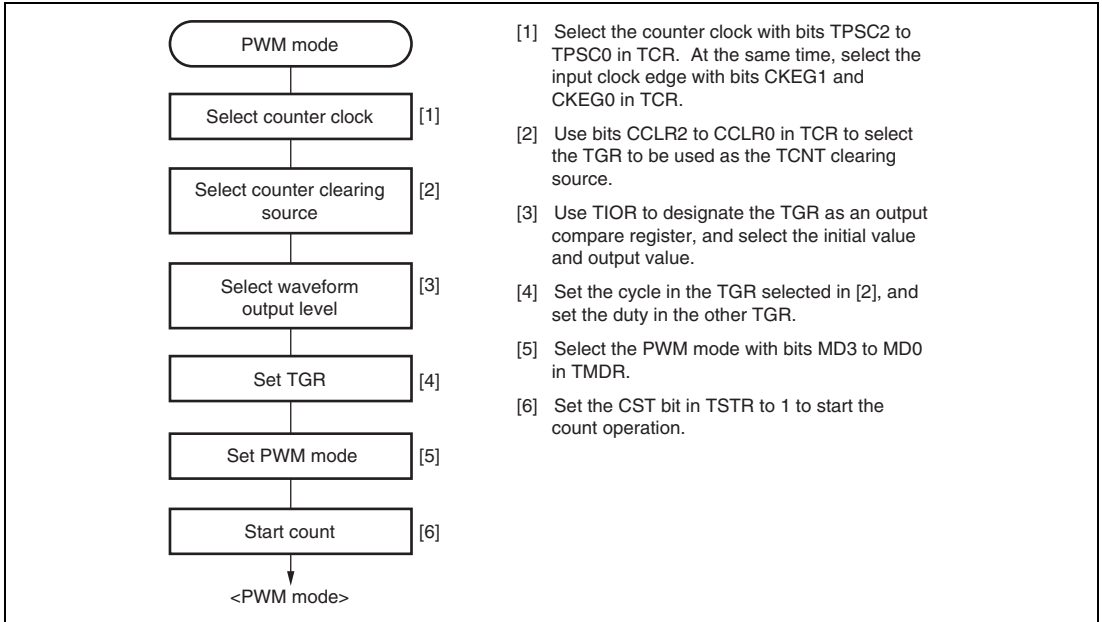 PWM mode
Select counter clock
[1]
Select counter clearing
source
[2]
Select waveform
output level
[3]
Set TGR
[4]
Set PWM mode
[5]
Start count
[6]
<PWM mode>
[1] Select the counter clock with bits TPSC2 to
TPSC0 in TCR. At the same time, select the
input clock edge with bits CKEG1 and
CKEG0 in TCR.
[2] Use bits CCLR2 to CCLR0 in TCR to select
the TGR to be used as the TCNT clearing
source.
[3] Use TIOR to designate the TGR as an output
compare register, and select the initial value
and output value.
[4] Set the cycle in the TGR selected in [2], and
set the duty in the other TGR.
[5] Select the PWM mode with bits MD3 to MD0
in TMDR.
[6] Set the CST bit in TSTR to 1 to start the
count operation.